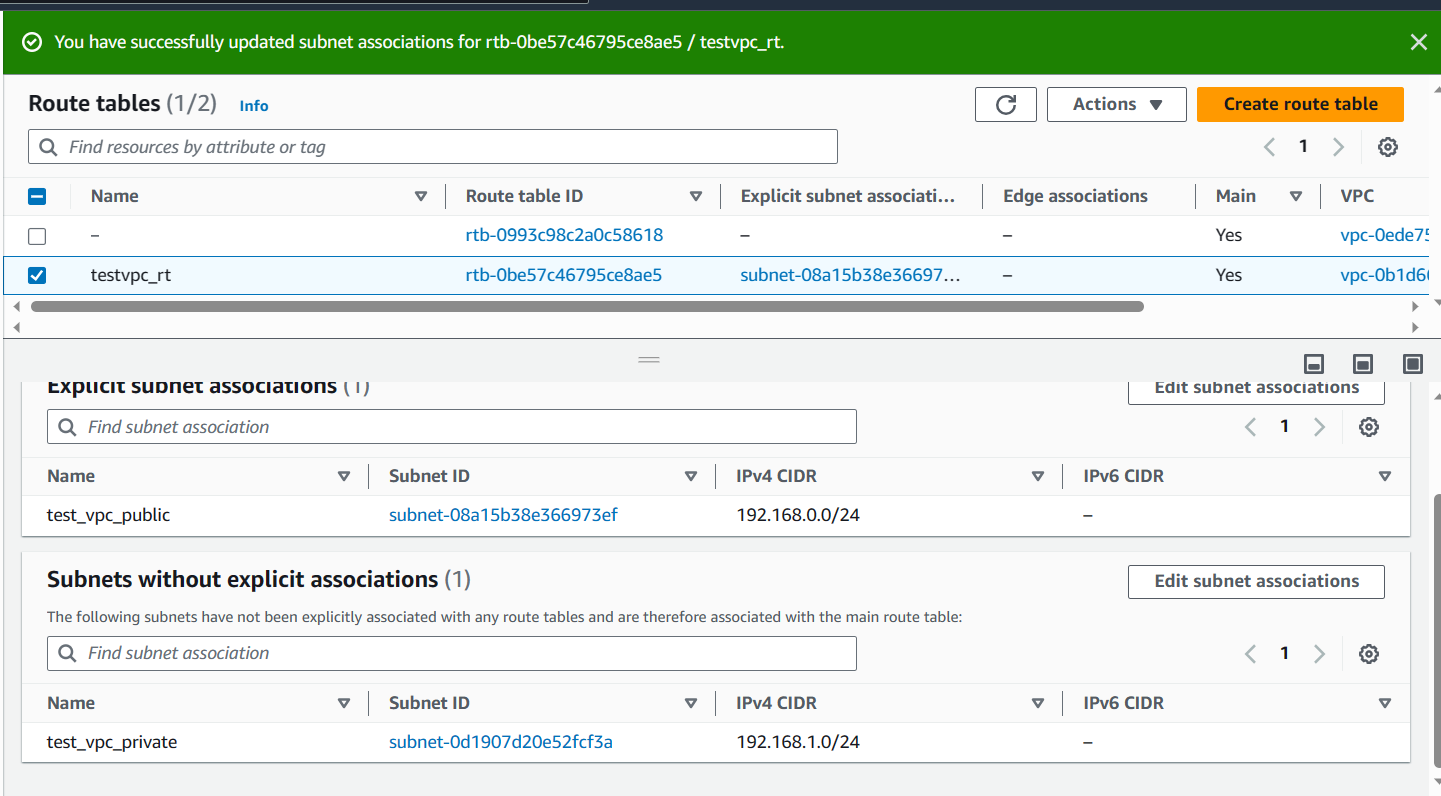 You have successfully updated subnet associations for rtb-0be57c46795ce8ae5 / testvpc_rt.
Route tables (1/2) Info
Actions
Create route table
Find resources by attribute or tag
1
Name Route table ID Explicit subnet associati... Edge associations Main VPC
– rtb-0993c98c2a0c58618 – – Yes vpc-0ede75
testvpc_rt rtb-0be57c46795ce8ae5 subnet-08a15b38e36697... – Yes vpc-0b1d6
Explicit subnet associations (1)
Edit subnet associations
Find subnet association
1
Name Subnet ID IPv4 CIDR IPv6 CIDR
test_vpc_public subnet-08a15b38e366973ef 192.168.0.0/24 –
Subnets without explicit associations (1)
Edit subnet associations
The following subnets have not been explicitly associated with any route tables and are therefore associated with the main route table:
Find subnet association
1
Name Subnet ID IPv4 CIDR IPv6 CIDR
test_vpc_private subnet-0d1907d20e52fcf3a 192.168.1.0/24 –